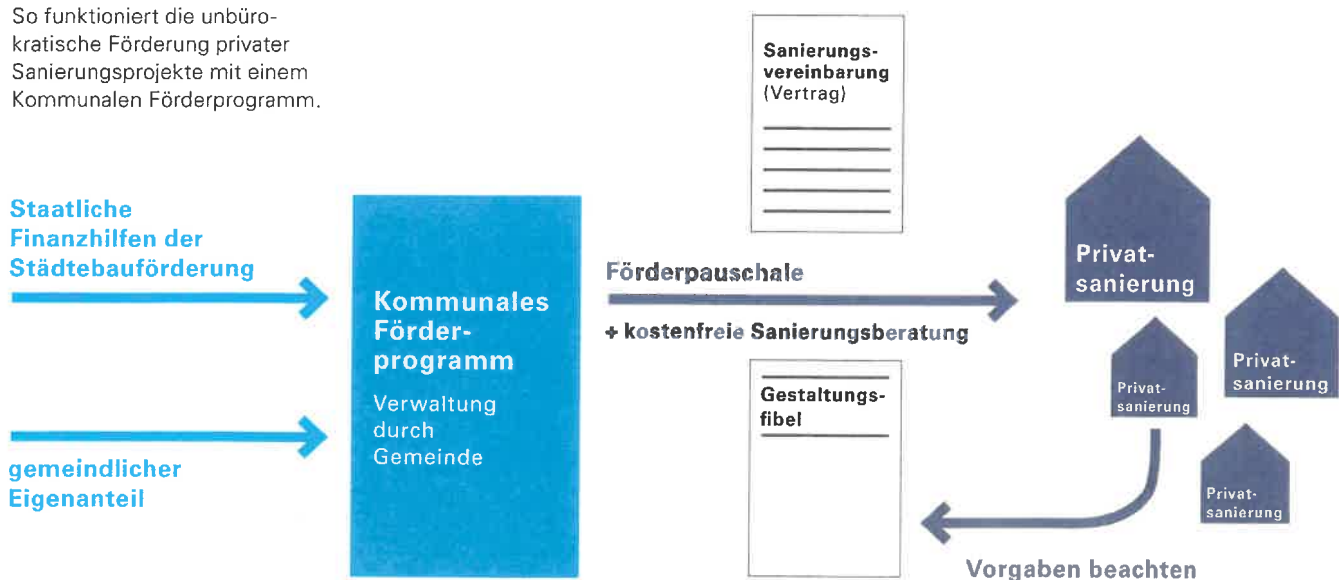 So funktioniert die unbüro-
kratische Förderung privater
Sanierungsprojekte mit einem
Kommunalen Förderprogramm.
Staatliche
Finanzhilfen der
Städtebauförderung
gemeindlicher
Eigenanteil
Kommunales
Förder-
programm
Verwaltung
durch
Gemeinde
Sanierungs-
vereinbarung
(Vertrag)
Förderpauschale
+ kostenfreie Sanierungsberatung
Gestaltungs-
fibel
Privat-
sanierung
Privat-
sanierung
Privat-
sanierung
Privat-
sanierung
Vorgaben beachten